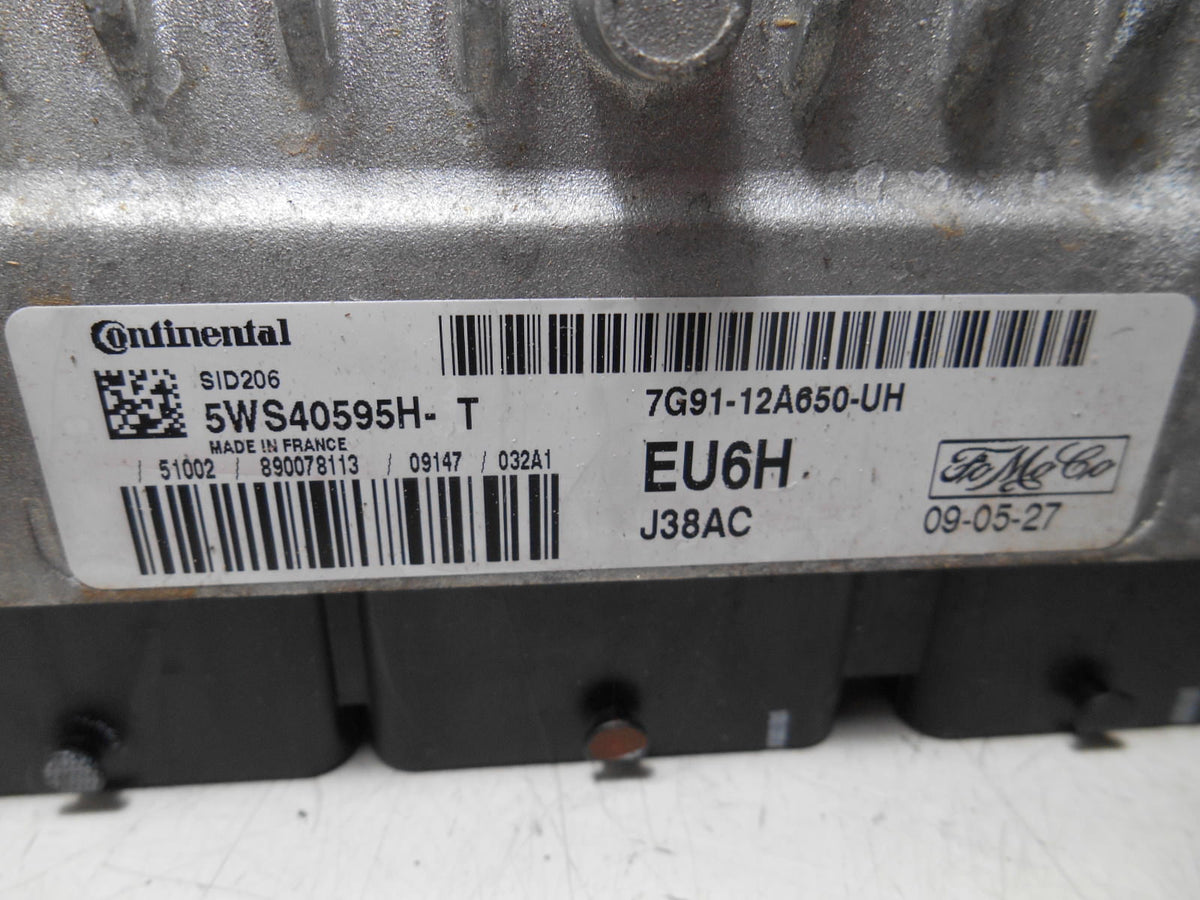 Continental
SID206
5WS40595H- T
MADE IN FRANCE
/ 51002 / 890078113 / 09147 / 032A1
7G91-12A650-UH
EU6H
J38AC
FoMoCo
09-05-27